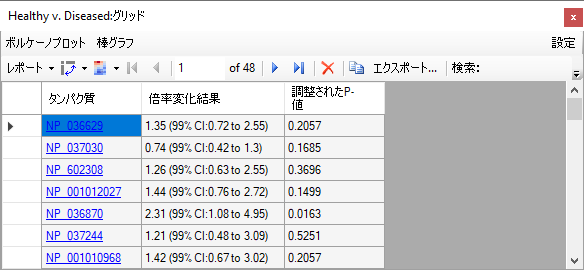 Healthy v. Diseased:グリッド
ボルケーノプロット 棒グラフ 設定
レポート 1 of 48 エクスポート... 検索:
タンパク質 倍率変化結果 調整されたP-
値
NP_036629 1.35 (99% CI:0.72 to 2.55) 0.2057
NP_037030 0.74 (99% CI:0.42 to 1.3) 0.1685
NP_602308 1.26 (99% CI:0.63 to 2.55) 0.3696
NP_001012027 1.44 (99% CI:0.76 to 2.72) 0.1499
NP_036870 2.31 (99% CI:1.08 to 4.95) 0.0163
NP_037244 1.21 (99% CI:0.48 to 3.09) 0.5251
NP_001010968 1.42 (99% CI:0.67 to 3.02) 0.2057